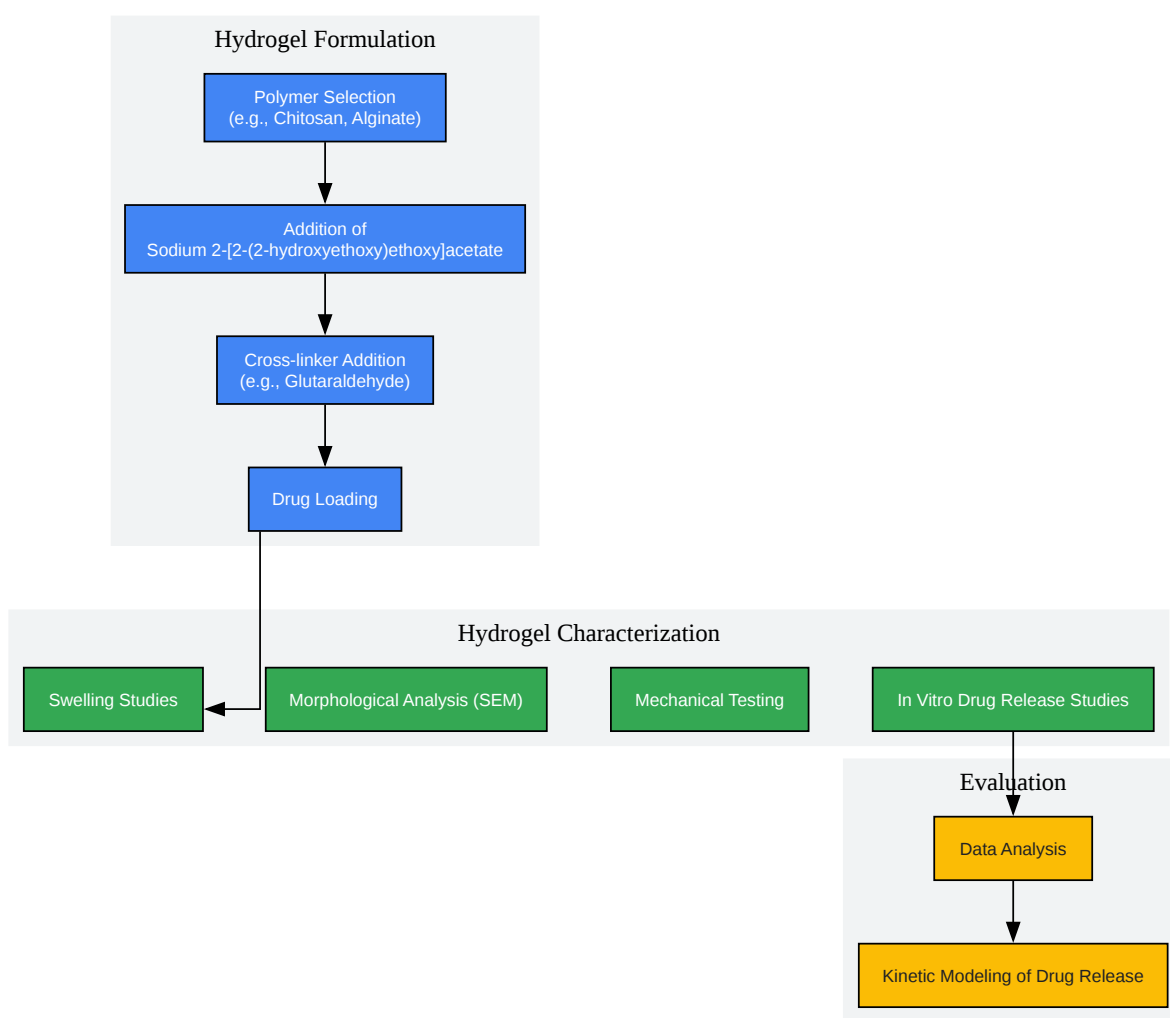 Hydrogel Formulation
Polymer Selection
(e.g., Chitosan, Alginate)
Addition of
Sodium 2-[2-(2-hydroxyethoxy)ethoxy]acetate
Cross-linker Addition
(e.g., Glutaraldehyde)
Drug Loading
Hydrogel Characterization
Swelling Studies
Morphological Analysis (SEM)
Mechanical Testing
In Vitro Drug Release Studies
Evaluation
Data Analysis
Kinetic Modeling of Drug Release